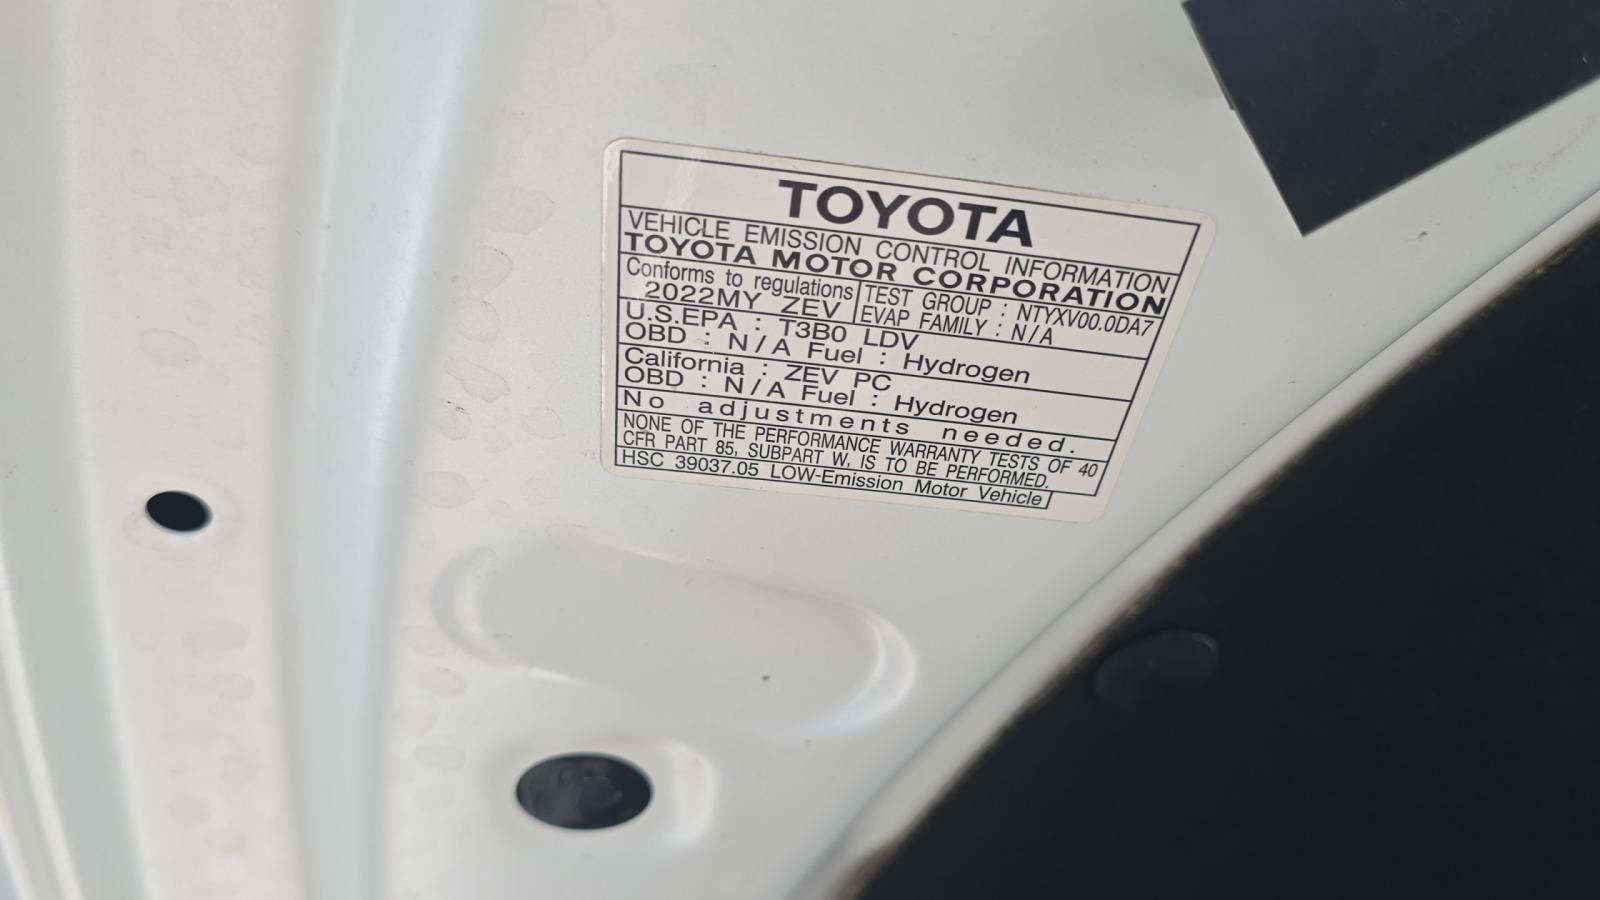 TOYOTA
VEHICLE EMISSION CONTROL INFORMATION
TOYOTA MOTOR CORPORATION
Conforms to regulations
2022MY ZEV
TEST GROUP : NTYXV00.0DA7
EVAP FAMILY : N/A
U.S.EPA : T3B0 LDV
OBD : N/A Fuel : Hydrogen
California : ZEV PC
OBD : N/A Fuel : Hydrogen
No adjustments needed.
NONE OF THE PERFORMANCE WARRANTY TESTS OF 40
CFR PART 85, SUBPART W, IS TO BE PERFORMED.
HSC 39037.05 LOW-Emission Motor Vehicle